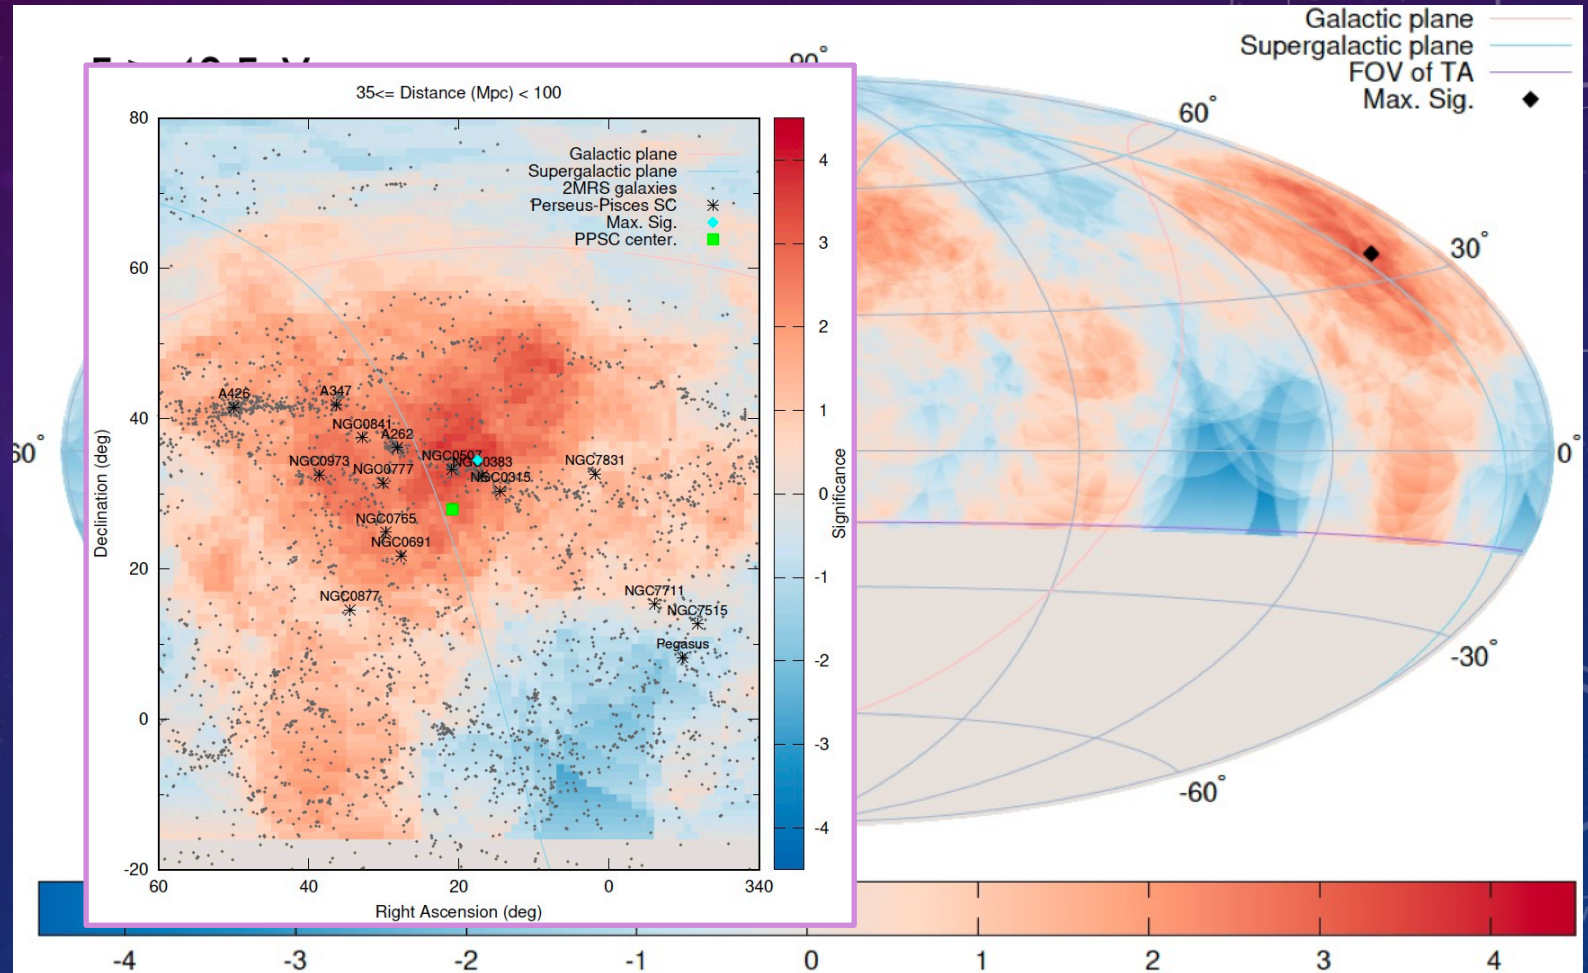 Galactic plane
Supergalactic plane
FOV of TA
Max. Sig.
90°
60°
30°
0°
-30°
-60°
60°
35<= Distance (Mpc) < 100
Galactic plane
Supergalactic plane
2MRS galaxies
Perseus-Pisces SC
Max. Sig.
PPSC center.
80
60
40
20
0
-20
Declination (deg)
A426
A347
NGC0841
A262
NGC0973
NGC0777
NGC0383
NGC0315
NGC7831
NGC0765
NGC0691
NGC0877
NGC7711
NGC7515
Pegasus
60
40
20
0
340
Right Ascension (deg)
4
3
2
1
0
-1
-2
-3
-4
Significance
-4
-3
-2
-1
0
1
2
3
4